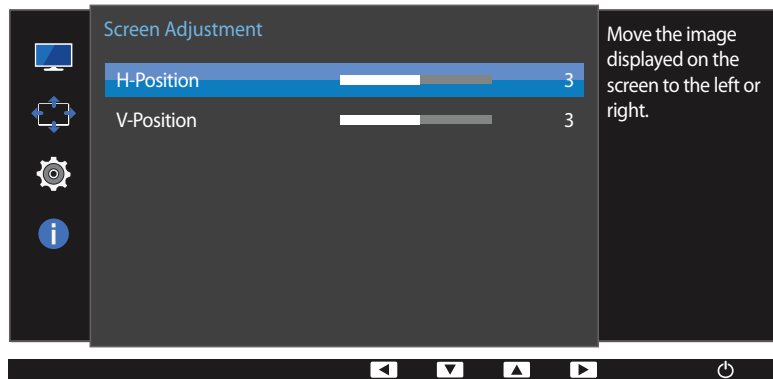 Screen Adjustment
H-Position 3
V-Position 3
Move the image
displayed on the
screen to the left or
right.